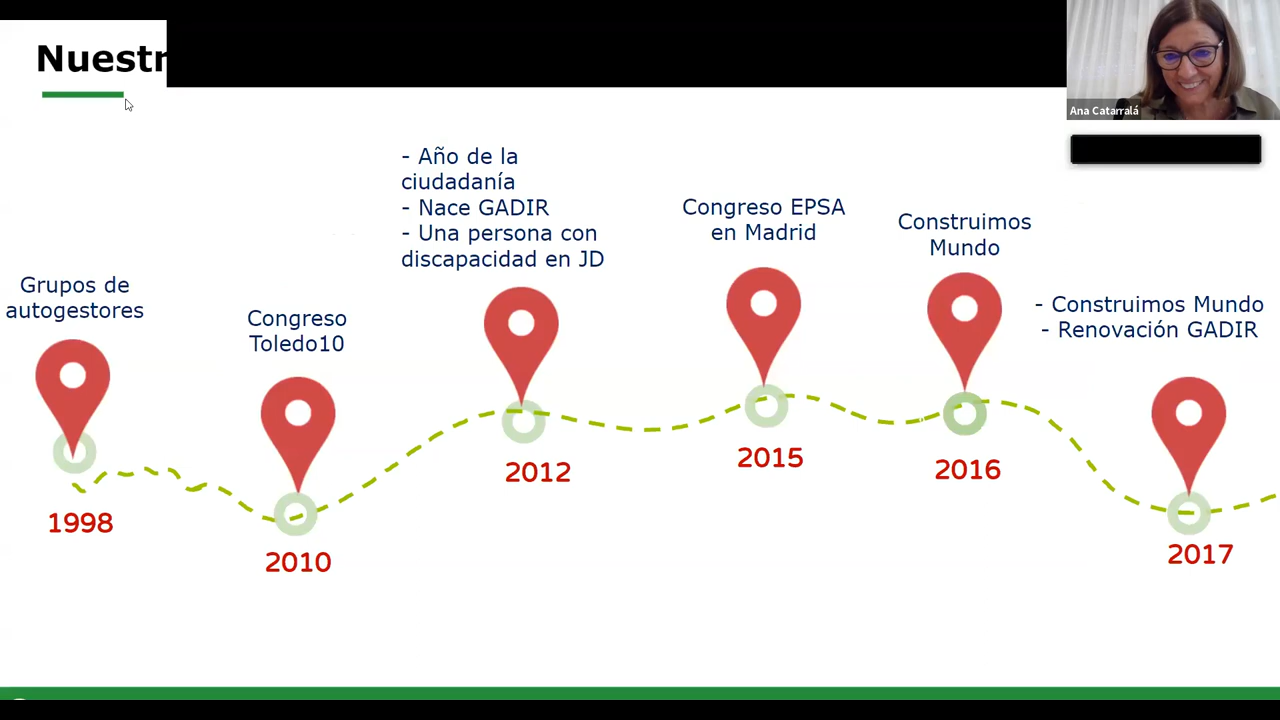 Nuestr
Ana Catarralá
- Año de la
ciudadanía
- Nace GADIR
- Una persona con
discapacidad en JD
Congreso EPSA
en Madrid
Construimos
Mundo
Grupos de
autogestores
Congreso
Toledo10
- Construimos Mundo
- Renovación GADIR
1998
2010
2012
2015
2016
2017